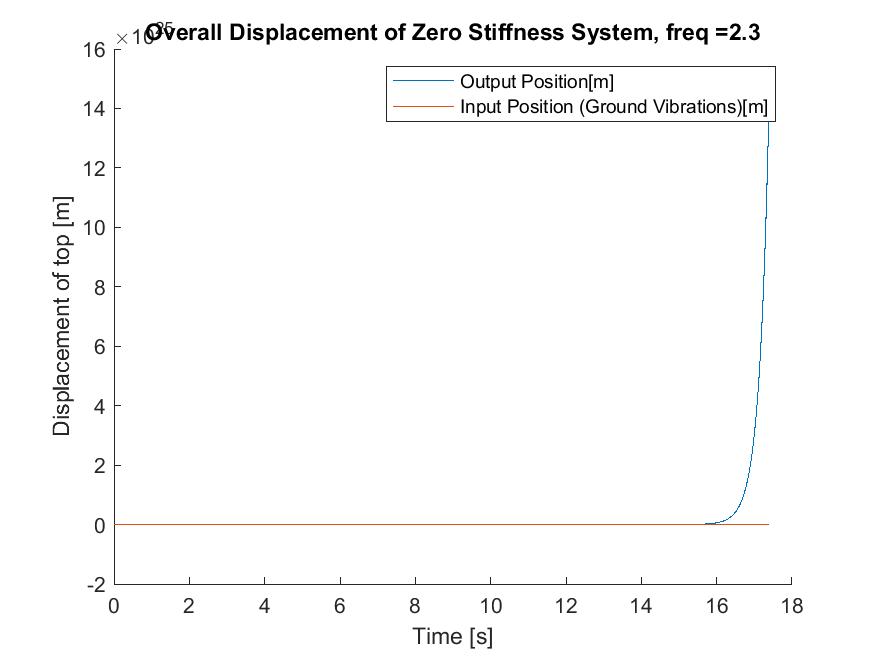 ×10²⁵
Overall Displacement of Zero Stiffness System, freq =2.3
16
14
12
10
8
6
4
2
0
-2
Displacement of top [m]
Output Position[m]
Input Position (Ground Vibrations)[m]
0 2 4 6 8 10 12 14 16 18
Time [s]